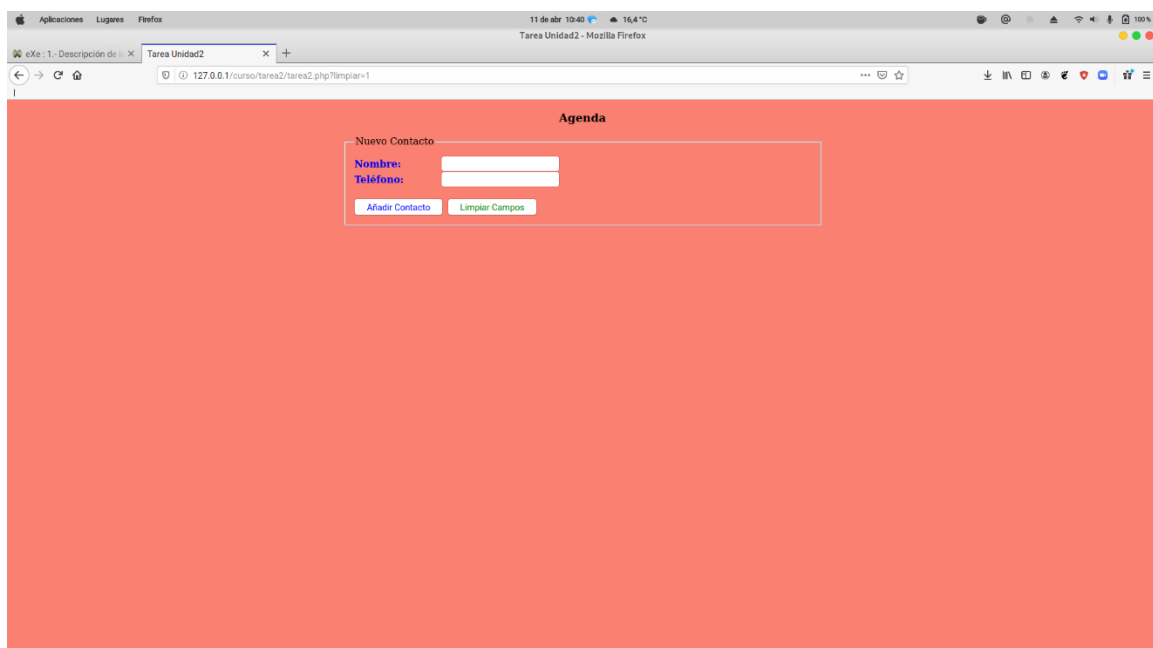 Aplicaciones Lugares Firefox 11 de abr 10:40 16,4 °C 100 %
Tarea Unidad2 - Mozilla Firefox
eXe : 1.- Descripción de Tarea Unidad2
127.0.0.1/curso/tarea2/tarea2.php?limpiar=1
Agenda
Nuevo Contacto
Nombre:
Teléfono:
Añadir Contacto Limpiar Campos